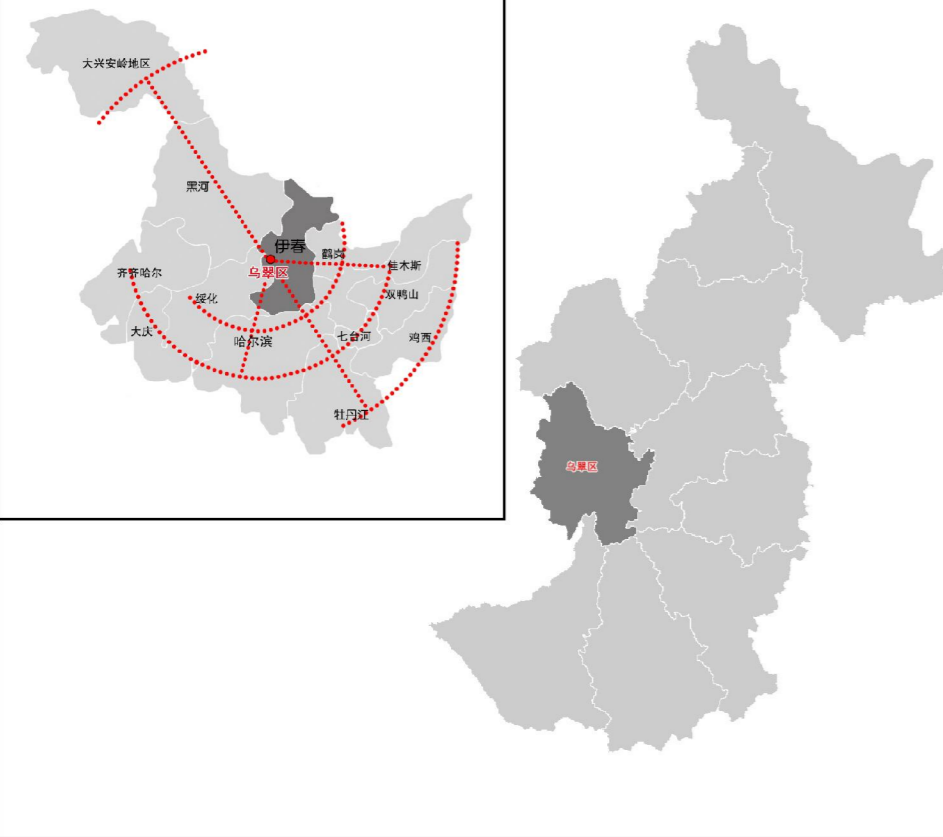 大兴安岭地区
黑河
伊春
鹤岗
佳木斯
乌翠区
齐齐哈尔
绥化
双鸭山
大庆
哈尔滨
七台河
鸡西
牡丹江
乌翠区